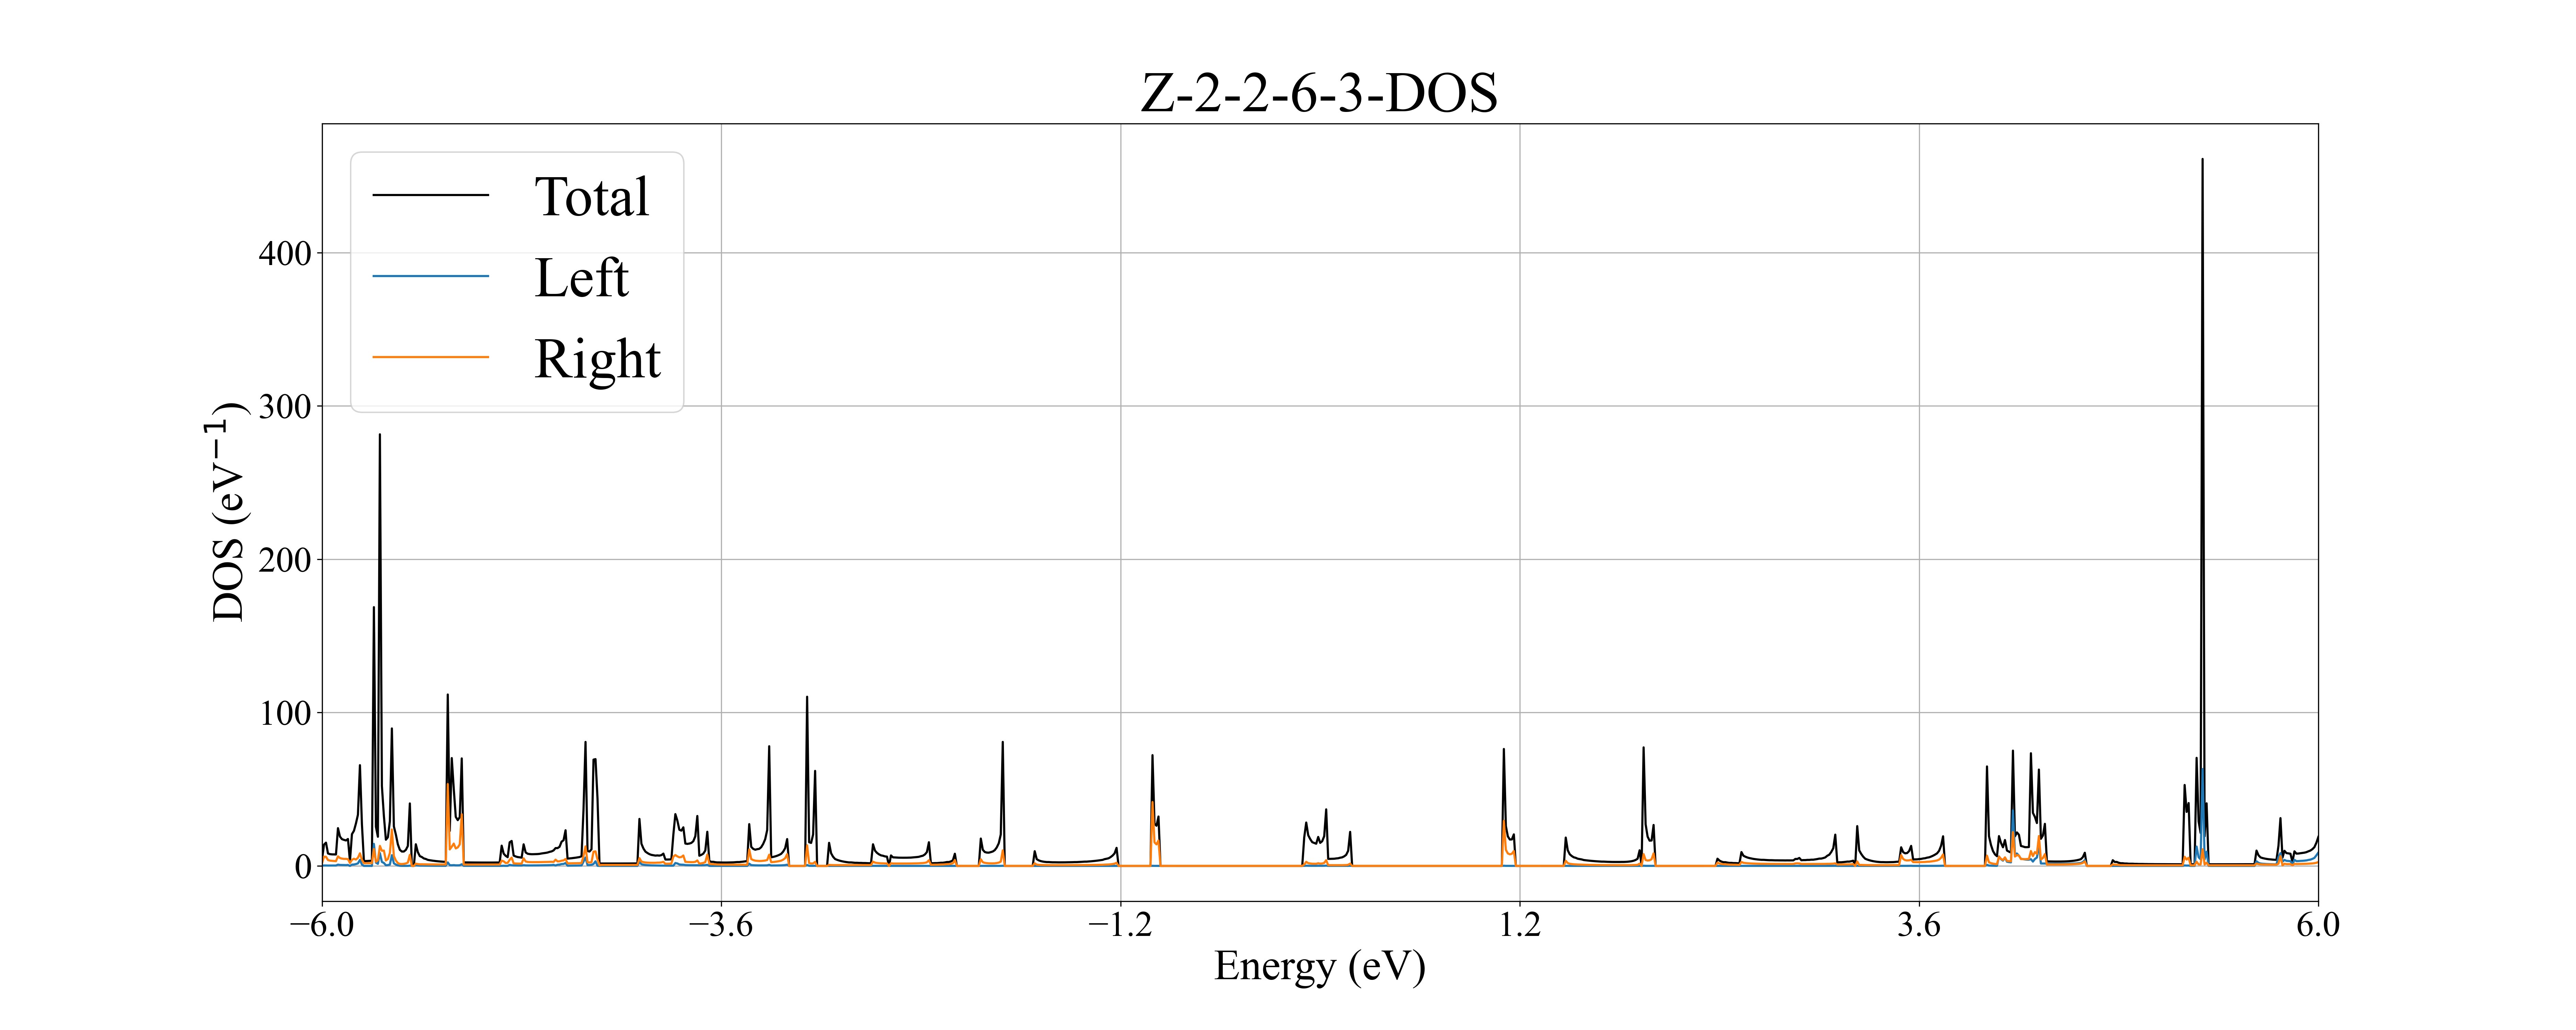 Z-2-2-6-3-DOS
Total
Left
Right
DOS (eV⁻¹)
400
300
200
100
0
−6.0 −3.6 −1.2 1.2 3.6 6.0
Energy (eV)